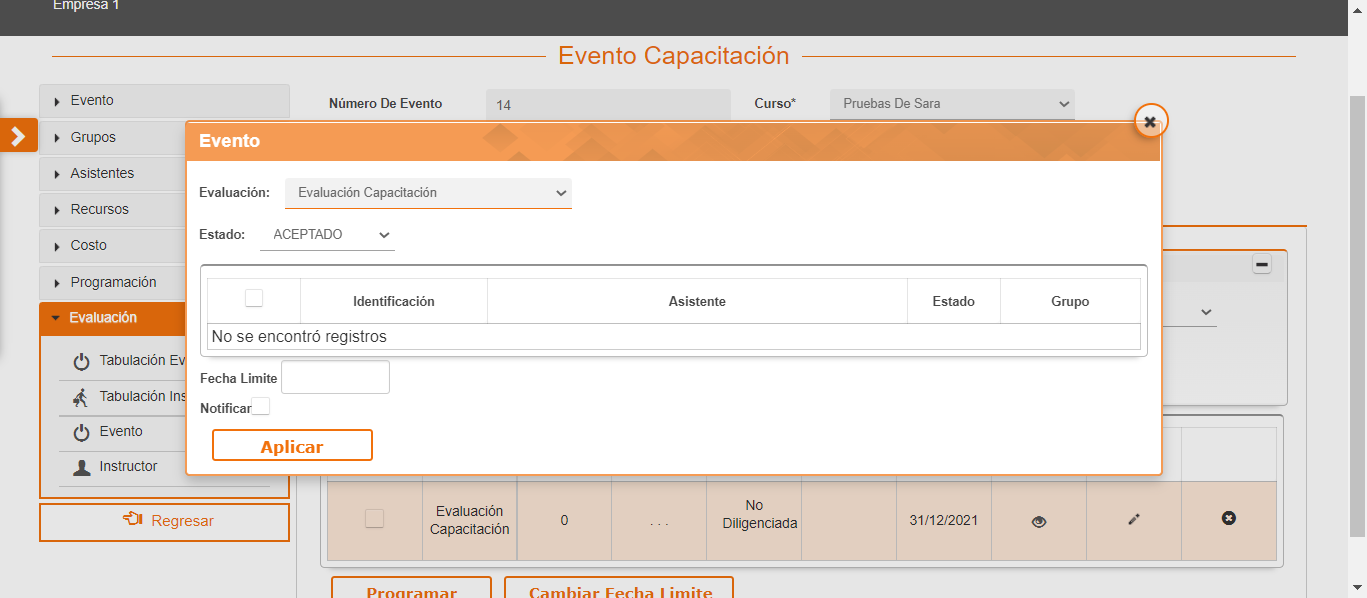 Empresa 1
Evento Capacitación
Evento
Grupos
Asistentes
Recursos
Costo
Programación
Evaluación
Tabulación Ev
Tabulación Ins
Evento
Instructor
Regresar
Número De Evento 14 Curso* Pruebas De Sara
Evento
Evaluación: Evaluación Capacitación
Estado: ACEPTADO
Identificación Asistente Estado Grupo
No se encontró registros
Fecha Limite
Notificar
Aplicar
Evaluación Capacitación 0 . . . No Diligenciada 31/12/2021
Programar Cambiar Fecha Limite